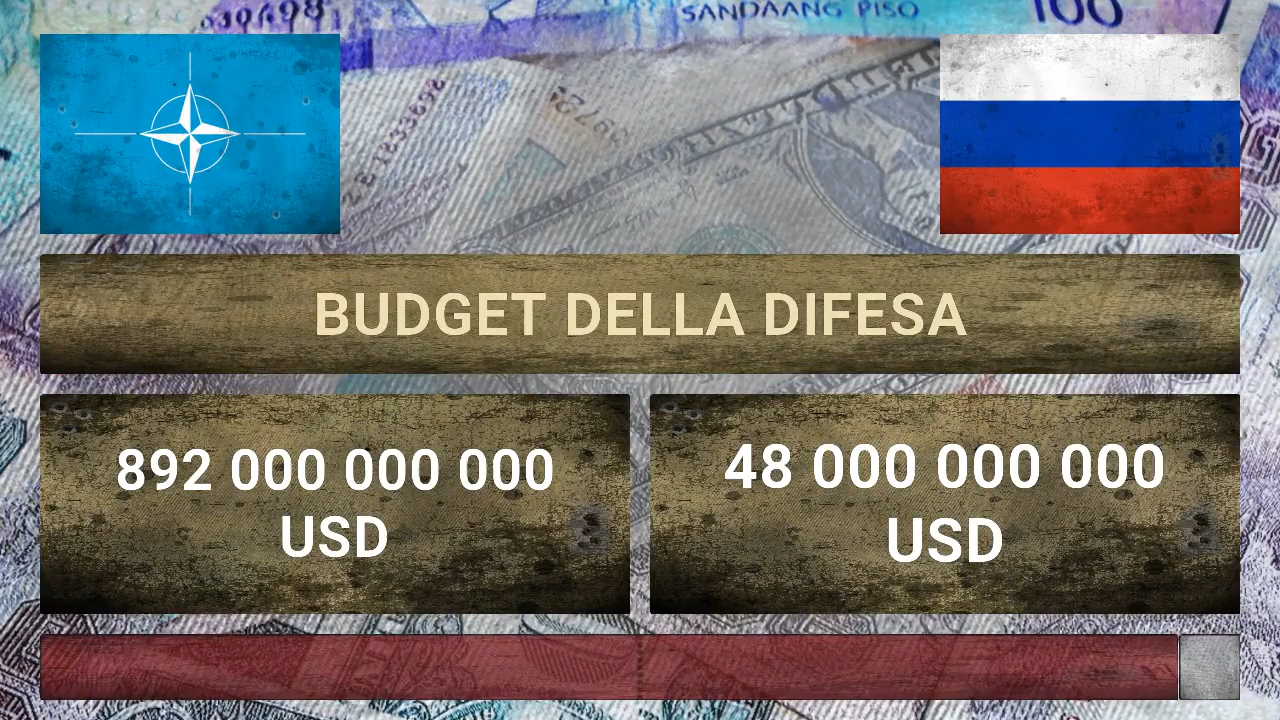 SANDAANG PISO
100
BUDGET DELLA DIFESA
892 000 000 000
USD
48 000 000 000
USD